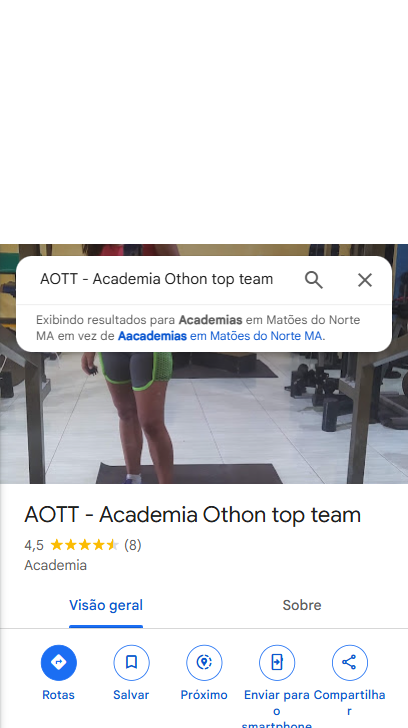 AOTT - Academia Othon top team
Exibindo resultados para Academias em Matões do Norte
MA em vez de Aacademias em Matões do Norte MA.
AOTT - Academia Othon top team
4,5 (8)
Academia
Visão geral Sobre
Rotas Salvar Próximo Enviar para Compartilha
o r
smartphone